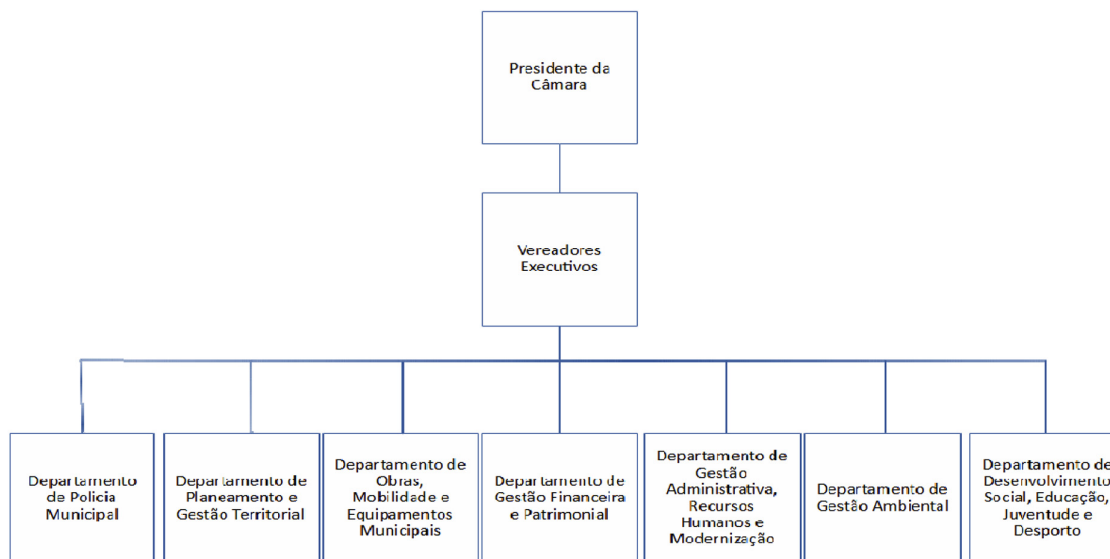 Presidente da
Câmara
Vereadores
Executivos
Departamento
de Policia
Municipal
Departamento de
Planeamento e
Gestão Territorial
Departamento de
Obras,
Mobilidade e
Equipamentos
Municipais
Departamento de
Gestão Financeira
e Patrimonial
Departamento de
Gestão
Administrativa,
Recursos
Humanos e
Modernização
Departamento de
Gestão Ambiental
Departamento de
Desenvolvimento
Social, Educação,
Juventude e
Desporto